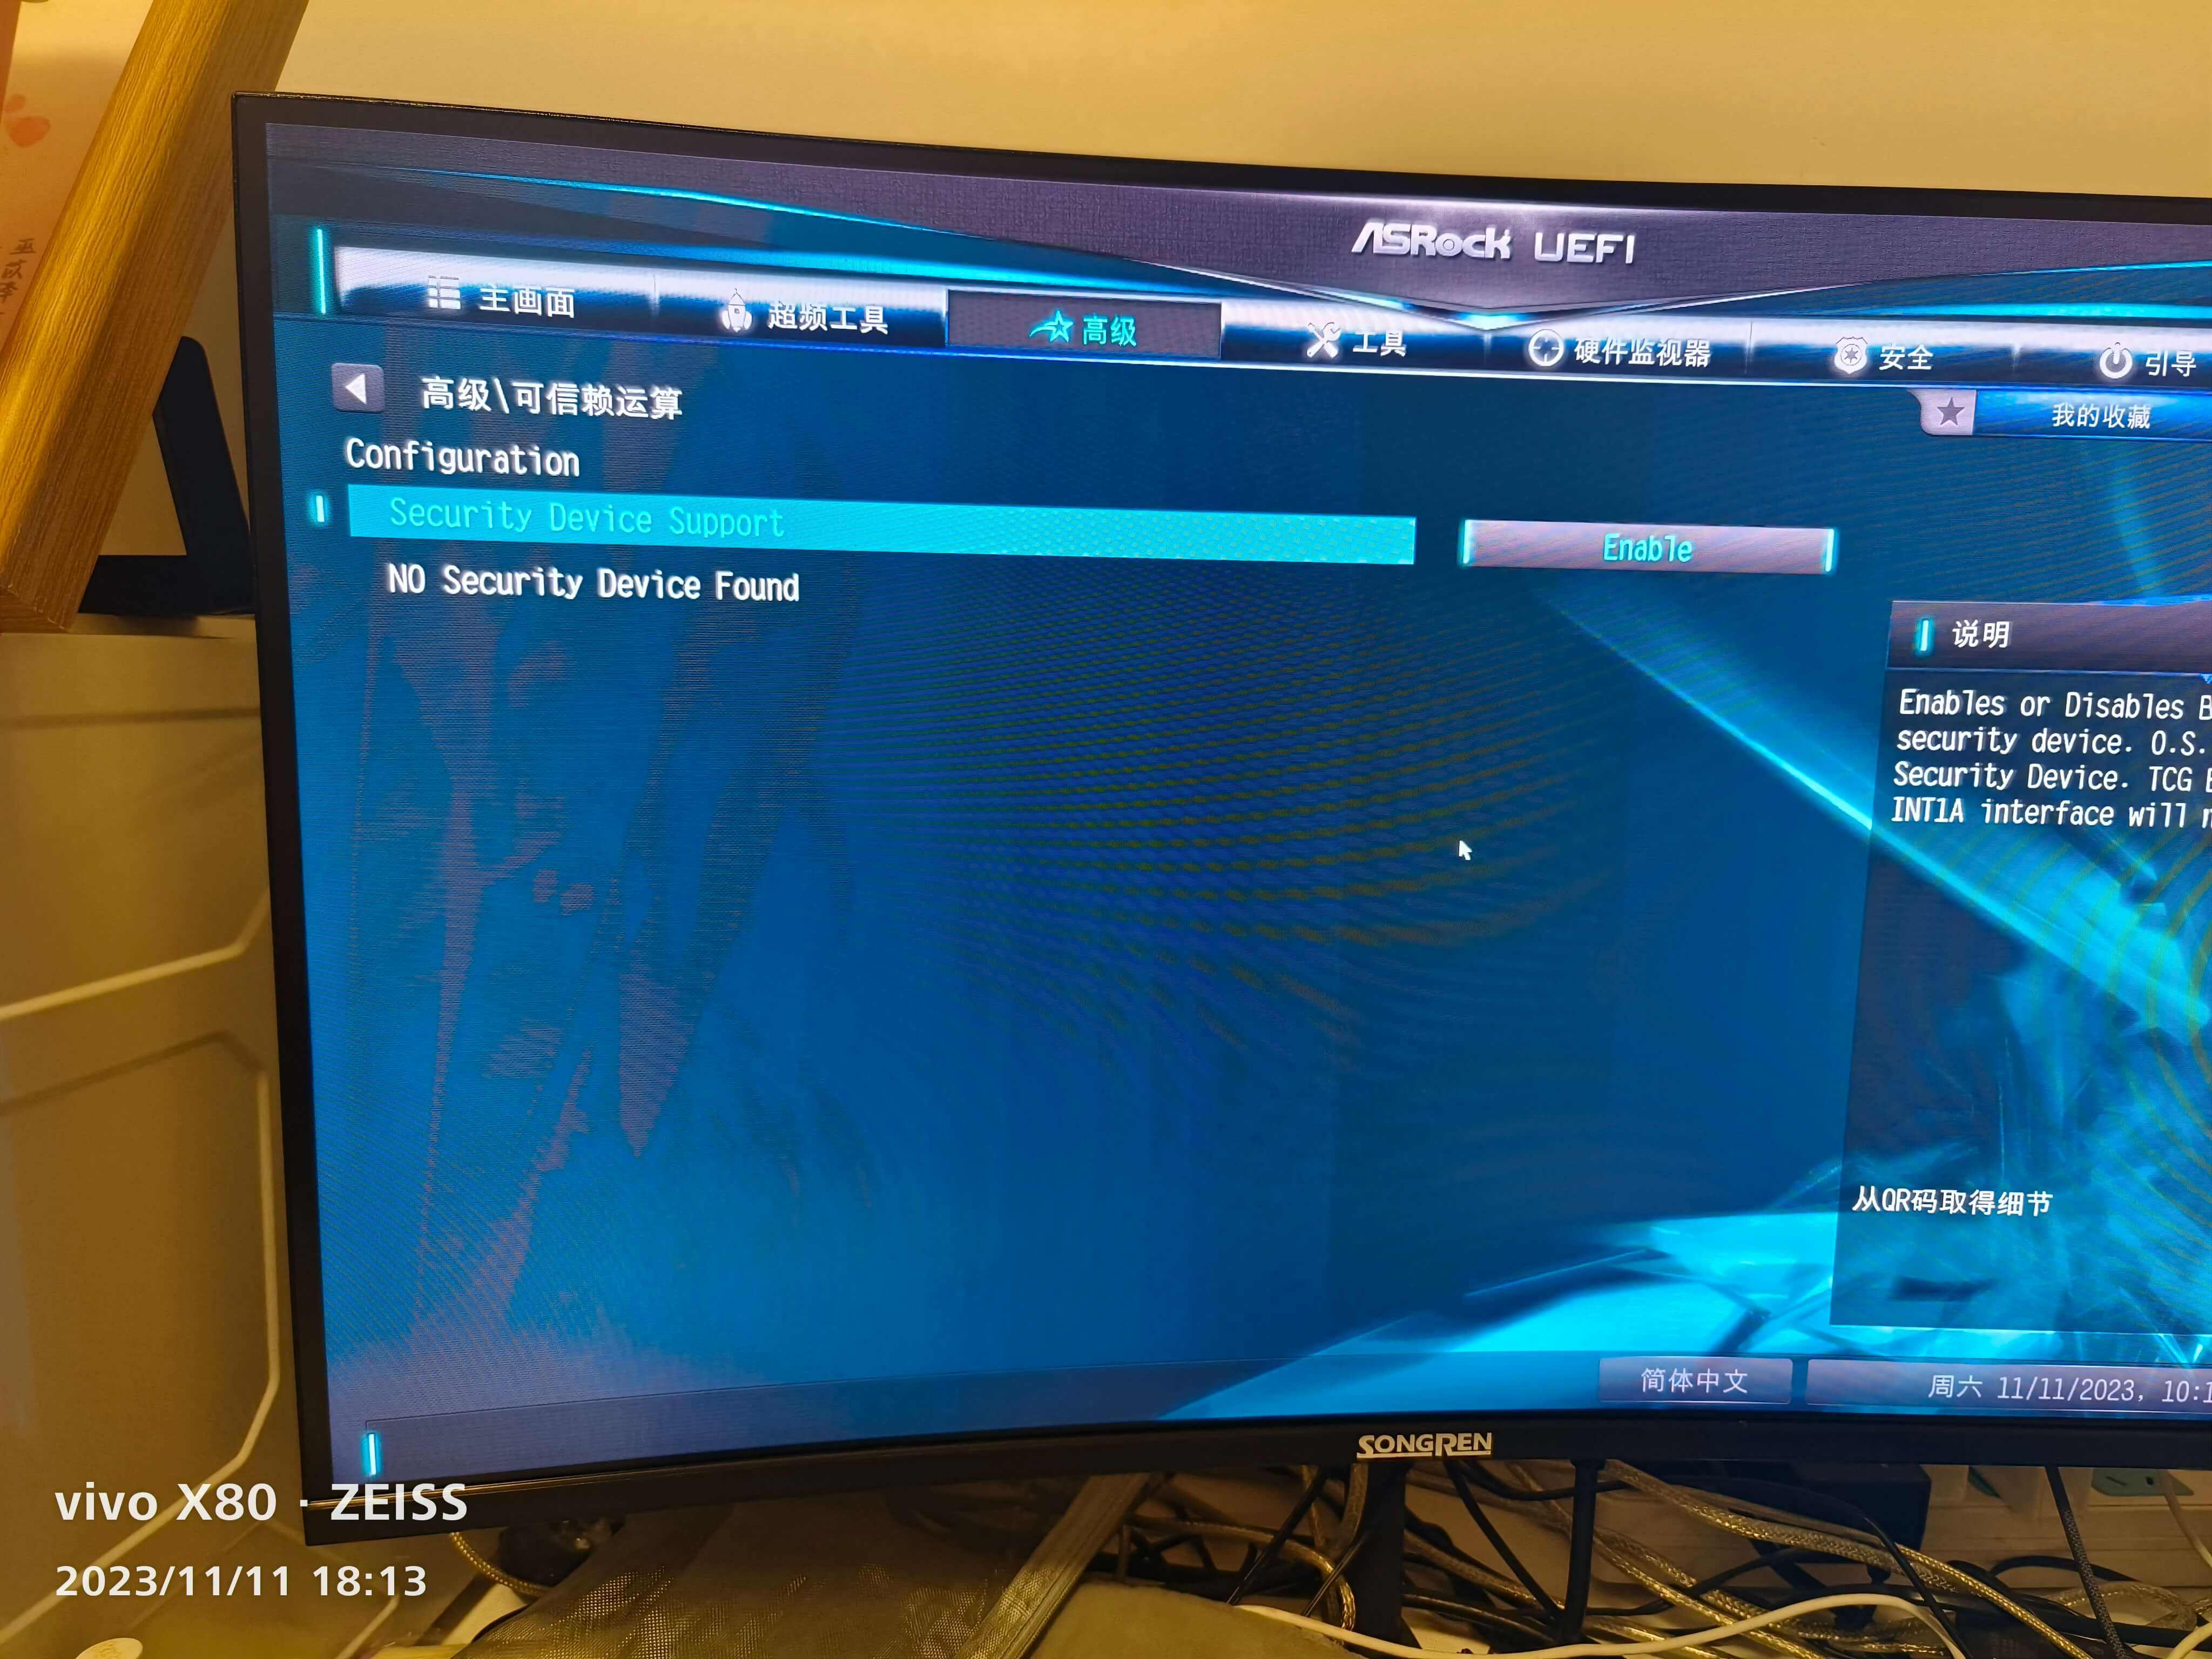 ASRock UEFI
主画面
超频工具
高级
工具
硬件监视器
安全
引导
我的收藏
高级\可信赖运算
Configuration
Security Device Support
Enable
NO Security Device Found
说明
Enables or Disables B
security device. O.S.
Security Device. TCG E
INT1A interface will n
从QR码取得细节
简体中文
周六 11/11/2023, 10:1
SONGREN
vivo X80 · ZEISS
2023/11/11 18:13